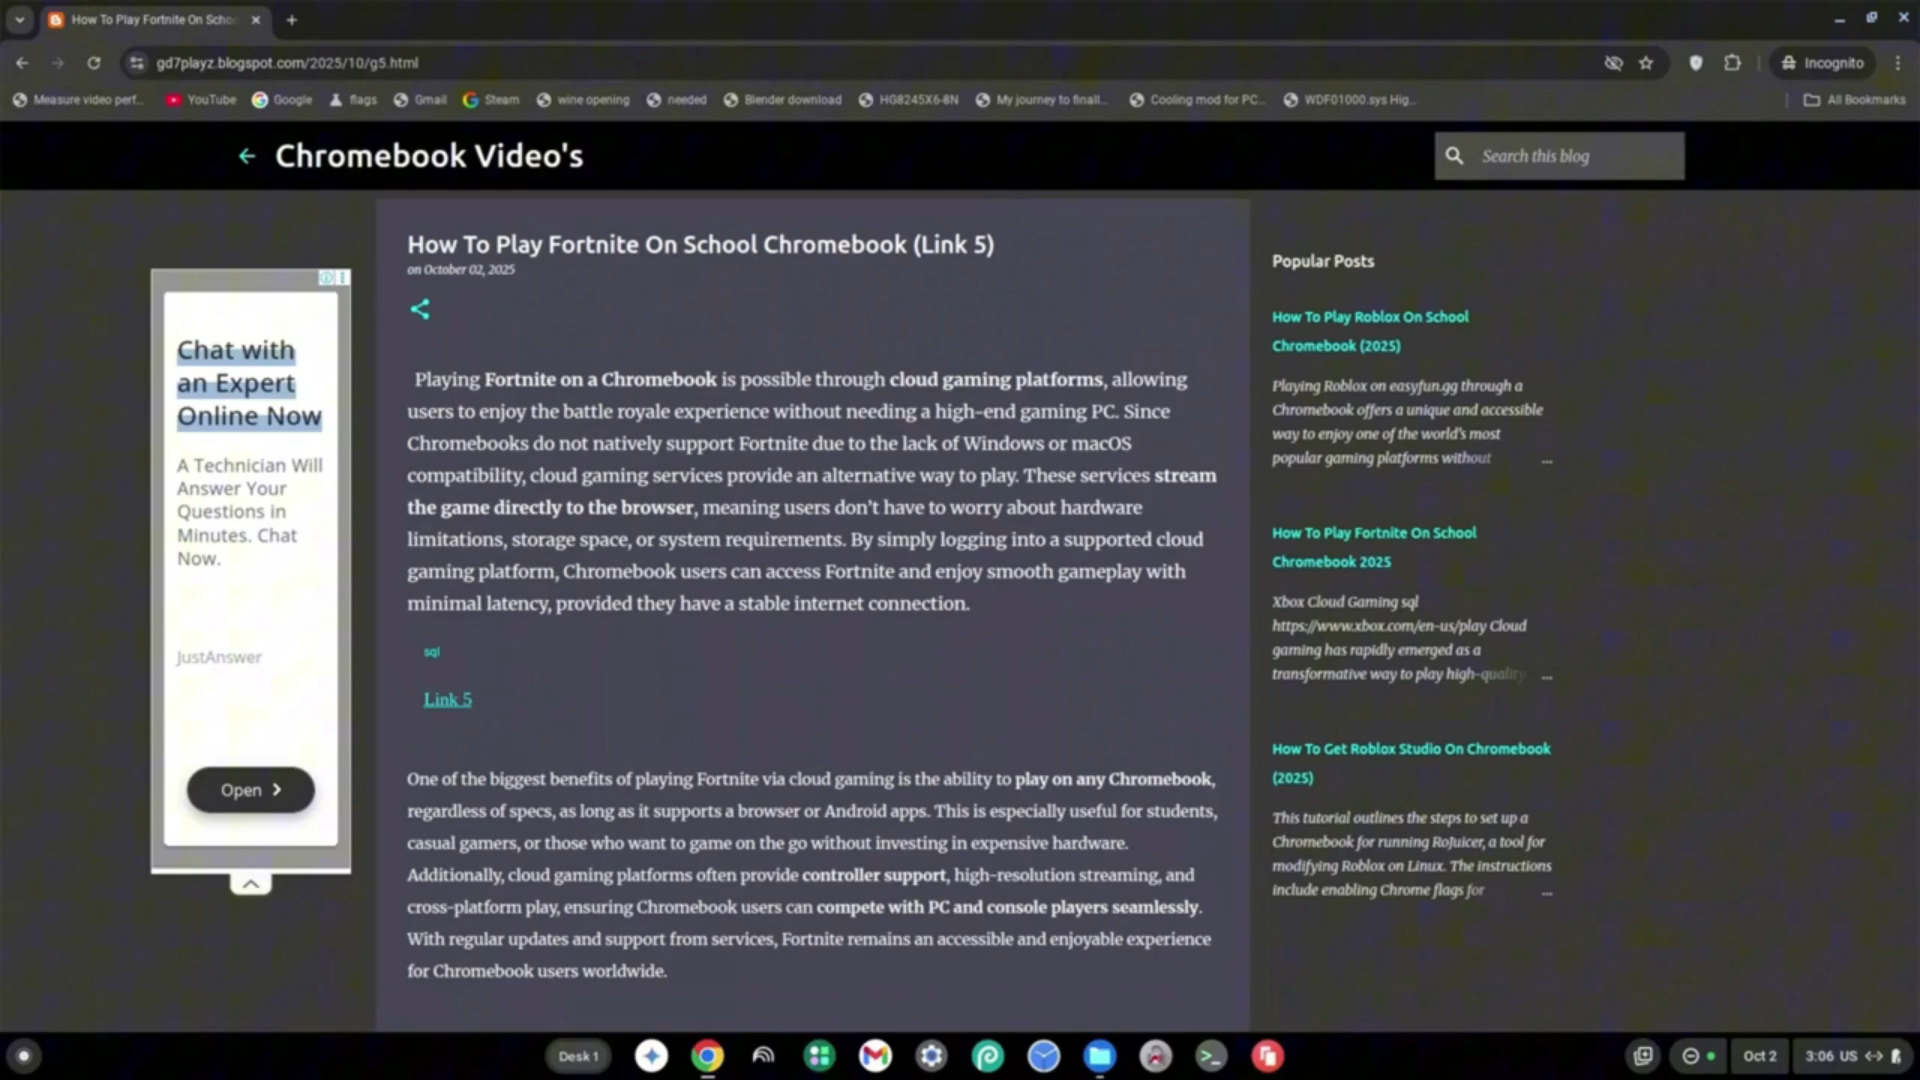 How To Play Fortnite On Scho
gd7playz.blogspot.com/2025/10/g5.html
Incognito
Measure video perf...
YouTube
Google
flags
Gmail
Steam
wine opening
needed
Blender download
HG8245X6-8N
My journey to finall...
Cooling mod for PC...
WDF01000.sys Hig...
All Bookmarks
Chromebook Video's
Search this blog
How To Play Fortnite On School Chromebook (Link 5)
on October 02, 2025
Playing Fortnite on a Chromebook is possible through cloud gaming platforms, allowing
users to enjoy the battle royale experience without needing a high-end gaming PC. Since
Chromebooks do not natively support Fortnite due to the lack of Windows or macOS
compatibility, cloud gaming services provide an alternative way to play. These services stream
the game directly to the browser, meaning users don't have to worry about hardware
limitations, storage space, or system requirements. By simply logging into a supported cloud
gaming platform, Chromebook users can access Fortnite and enjoy smooth gameplay with
minimal latency, provided they have a stable internet connection.
sql
Link 5
One of the biggest benefits of playing Fortnite via cloud gaming is the ability to play on any Chromebook,
regardless of specs, as long as it supports a browser or Android apps. This is especially useful for students,
casual gamers, or those who want to game on the go without investing in expensive hardware.
Additionally, cloud gaming platforms often provide controller support, high-resolution streaming, and
cross-platform play, ensuring Chromebook users can compete with PC and console players seamlessly.
With regular updates and support from services, Fortnite remains an accessible and enjoyable experience
for Chromebook users worldwide.
Chat with
an Expert
Online Now
A Technician Will
Answer Your
Questions in
Minutes. Chat
Now.
JustAnswer
Open
Popular Posts
How To Play Roblox On School
Chromebook (2025)
Playing Roblox on easyfun.gg through a
Chromebook offers a unique and accessible
way to enjoy one of the world's most
popular gaming platforms without ...
How To Play Fortnite On School
Chromebook 2025
Xbox Cloud Gaming sql
https://www.xbox.com/en-us/play Cloud
gaming has rapidly emerged as a
transformative way to play high-quality ...
How To Get Roblox Studio On Chromebook
(2025)
This tutorial outlines the steps to set up a
Chromebook for running RoJuicer, a tool for
modifying Roblox on Linux. The instructions
include enabling Chrome flags for ...
Desk 1
Oct 2
3:06 US